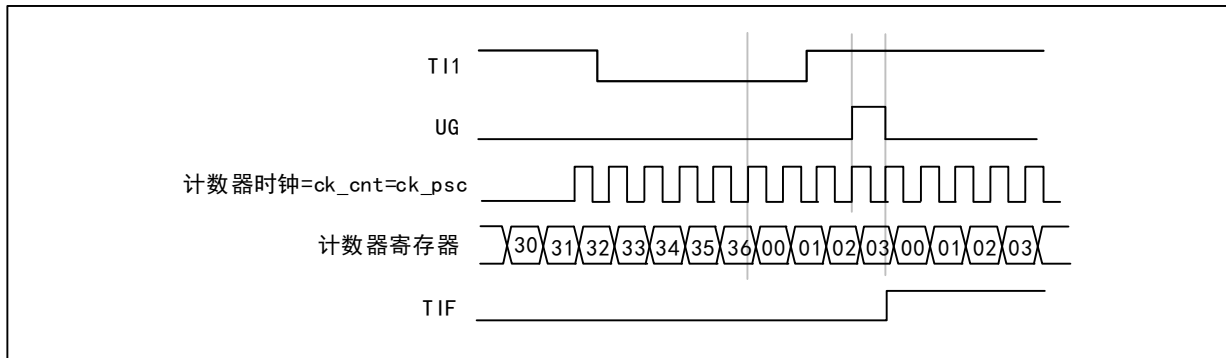 TI1
UG
计数器时钟=ck_cnt=ck_psc
计数器寄存器 30 31 32 33 34 35 36 00 01 02 03 00 01 02 03
TIF